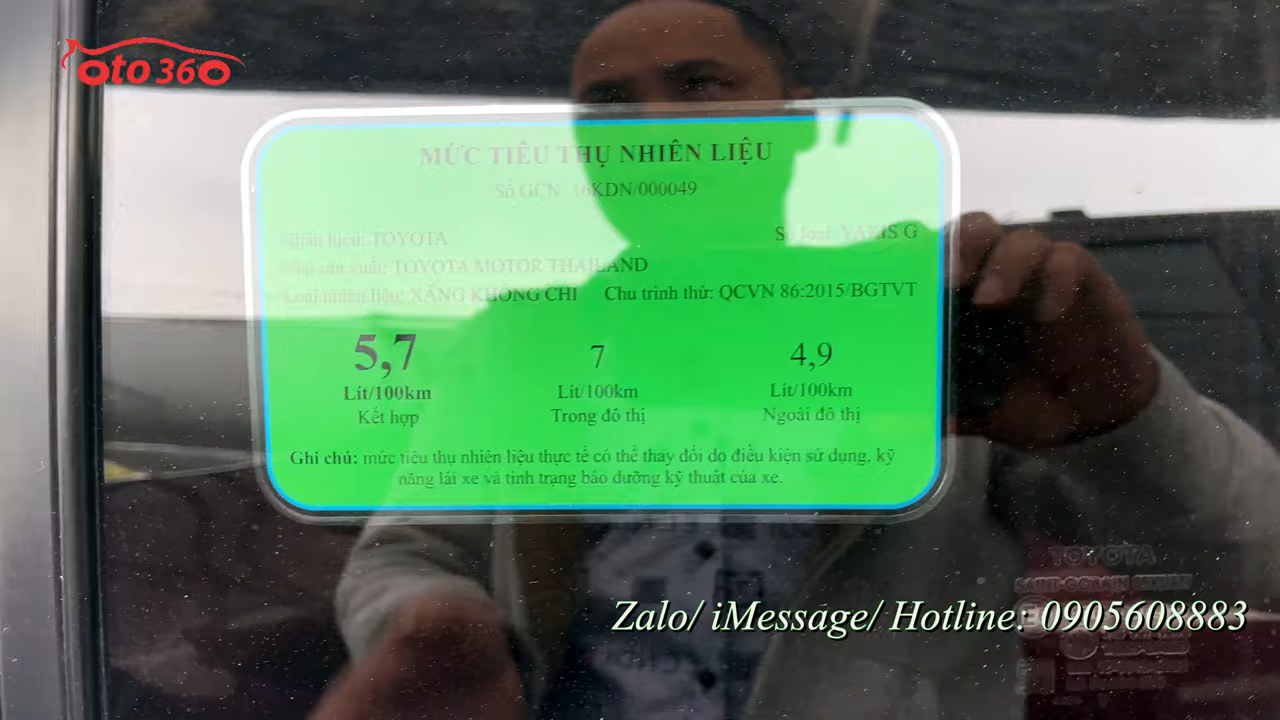 oto 360
MỨC TIÊU THỤ NHIÊN LIỆU
Số GCN: 16KDN/000049
Nhãn hiệu: TOYOTA Số loại: YARIS G
sản xuất: TOYOTA MOTOR THAILAND
Loại nhiên liệu: XĂNG KHÔNG CHÌ Chu trình thử: QCVN 86:2015/BGTVT
5,7 7 4,9
Lít/100km Lít/100km Lít/100km
Kết hợp Trong đô thị Ngoài đô thị
Ghi chú: mức tiêu thụ nhiên liệu thực tế có thể thay đổi do điều kiện sử dụng, kỹ
năng lái xe và tình trạng bảo dưỡng kỹ thuật của xe.
TOYOTA
Zalo/ iMessage/ Hotline: 0905608883